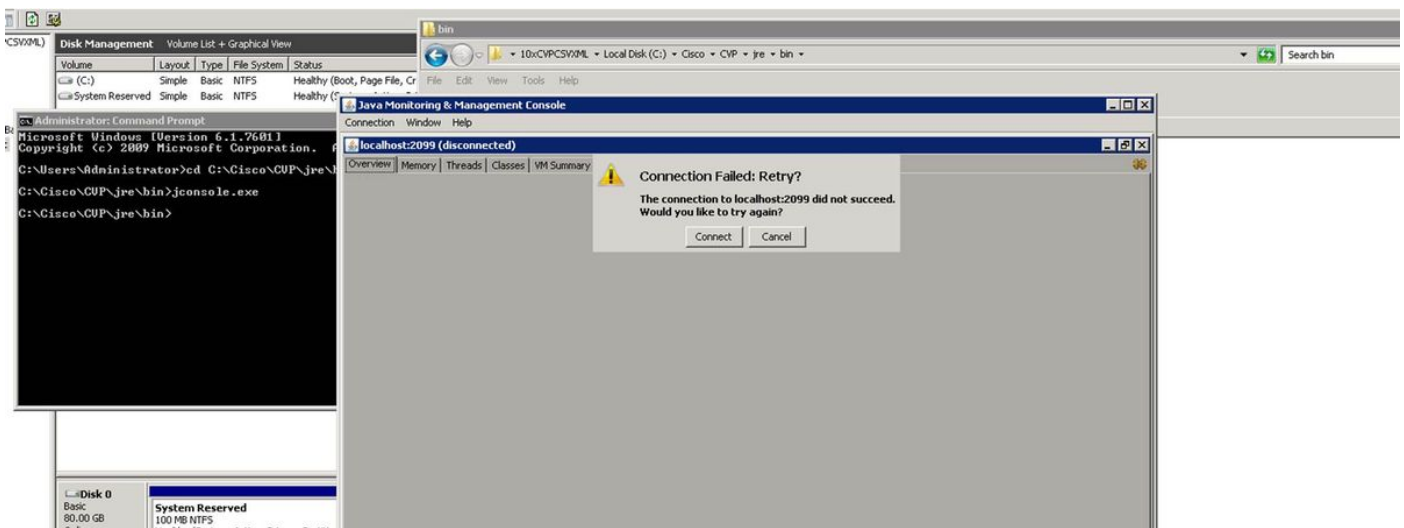 CSVXML)
Disk Management Volume List + Graphical View
Volume Layout Type File System Status
(C:) Simple Basic NTFS Healthy (Boot, Page File, Cr
System Reserved Simple Basic NTFS Healthy (
bin
10xCVPCSVXML Local Disk (C:) Cisco CVP jre bin
Search bin
File Edit View Tools Help
Administrator: Command Prompt
Microsoft Windows [Version 6.1.7601]
Copyright (c) 2009 Microsoft Corporation.
C:\Users\Administrator>cd C:\Cisco\CVP\jre\
C:\Cisco\CVP\jre\bin>jconsole.exe
C:\Cisco\CVP\jre\bin>
Java Monitoring & Management Console
Connection Window Help
localhost:2099 (disconnected)
Overview Memory Threads Classes VM Summary
Connection Failed: Retry?
The connection to localhost:2099 did not succeed.
Would you like to try again?
Connect Cancel
Disk 0
Basic
80.00 GB
System Reserved
100 MB NTFS